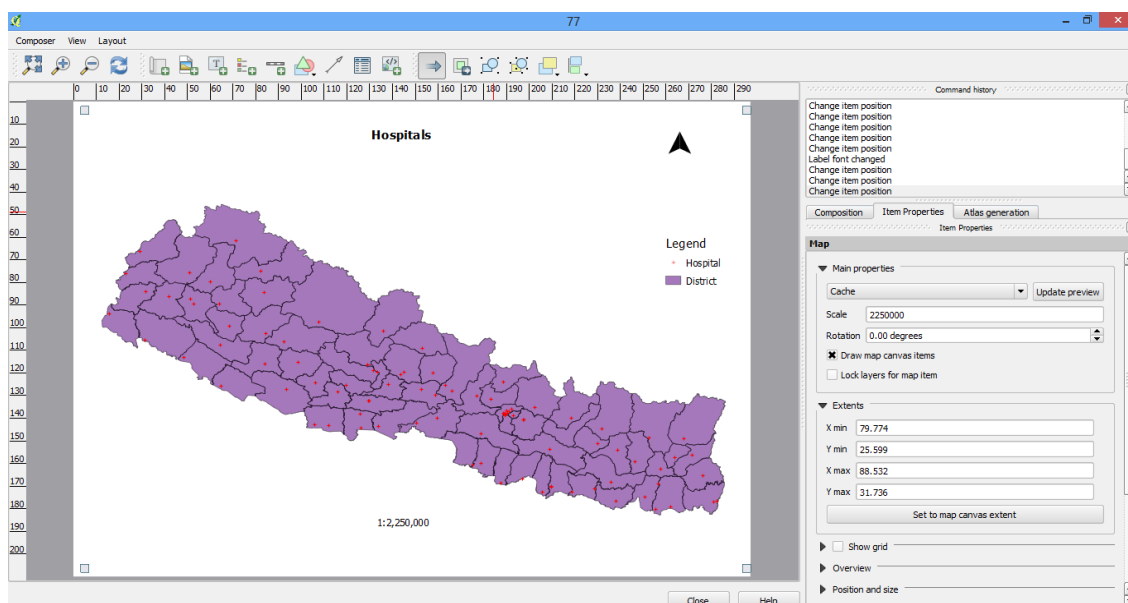 77
Composer View Layout
0 10 20 30 40 50 60 70 80 90 100 110 120 130 140 150 160 170 180 190 200 210 220 230 240 250 260 270 280 290
10
20
30
40
50
60
70
80
90
100
110
120
130
140
150
160
170
180
190
200
Hospitals
Legend
Hospital
District
1:2,250,000
Command history
Change item position
Change item position
Change item position
Change item position
Change item position
Label font changed
Change item position
Change item position
Change item position
Composition Item Properties Atlas generation
Item Properties
Map
Main properties
Cache Update preview
Scale 2250000
Rotation 0.00 degrees
Draw map canvas items
Lock layers for map item
Extents
X min 79.774
Y min 25.599
X max 88.532
Y max 31.736
Set to map canvas extent
Show grid
Overview
Position and size
Close Help